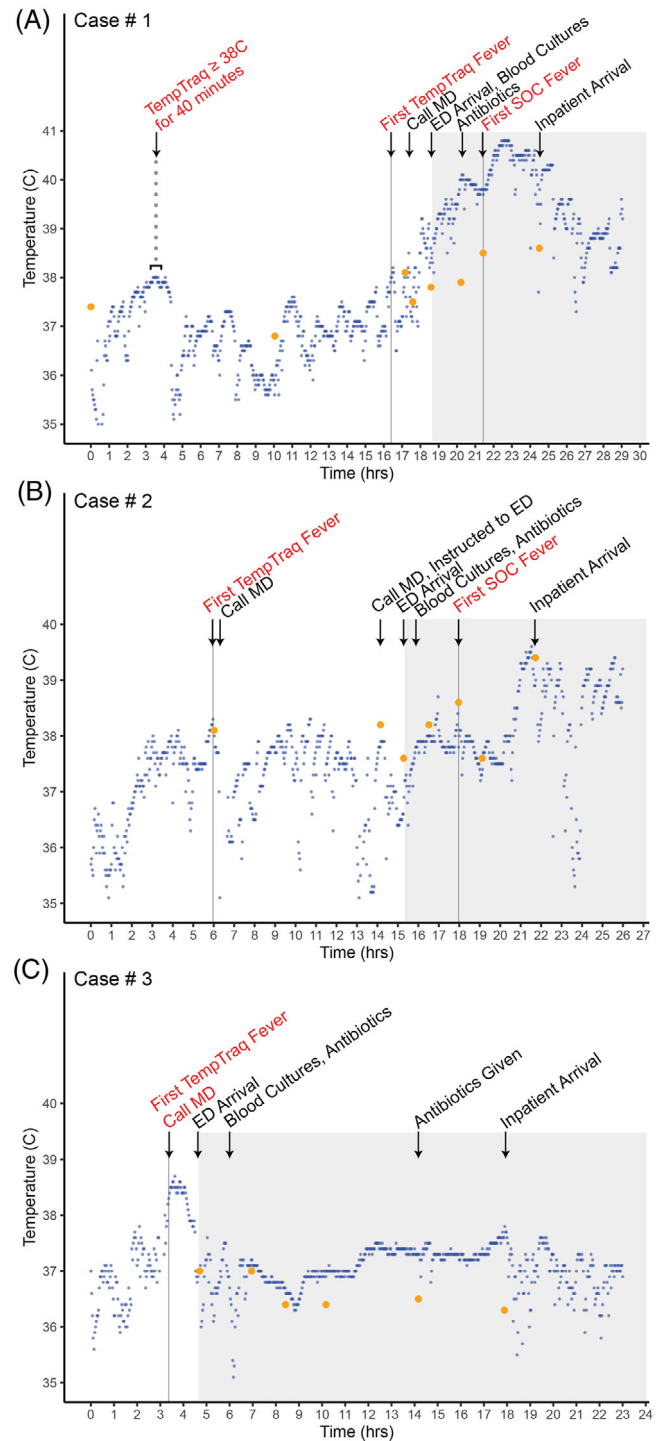 (A)
Case # 1
TempTraq ≥ 38C
for 40 minutes
First TempTraq Fever
Call MD
ED Arrival, Blood Cultures
Antibiotics
First SOC Fever
Inpatient Arrival
Temperature (C)
41
40
39
38
37
36
35
0 1 2 3 4 5 6 7 8 9 10 11 12 13 14 15 16 17 18 19 20 21 22 23 24 25 26 27 28 29 30
Time (hrs)
(B)
Case # 2
First TempTraq Fever
Call MD
Call MD, Instructed to ED
ED Arrival
Blood Cultures, Antibiotics
First SOC Fever
Inpatient Arrival
Temperature (C)
40
39
38
37
36
35
0 1 2 3 4 5 6 7 8 9 10 11 12 13 14 15 16 17 18 19 20 21 22 23 24 25 26 27
Time (hrs)
(C)
Case # 3
First TempTraq Fever
Call MD
ED Arrival
Blood Cultures, Antibiotics
Antibiotics Given
Inpatient Arrival
Temperature (C)
40
39
38
37
36
35
0 1 2 3 4 5 6 7 8 9 10 11 12 13 14 15 16 17 18 19 20 21 22 23 24
Time (hrs)